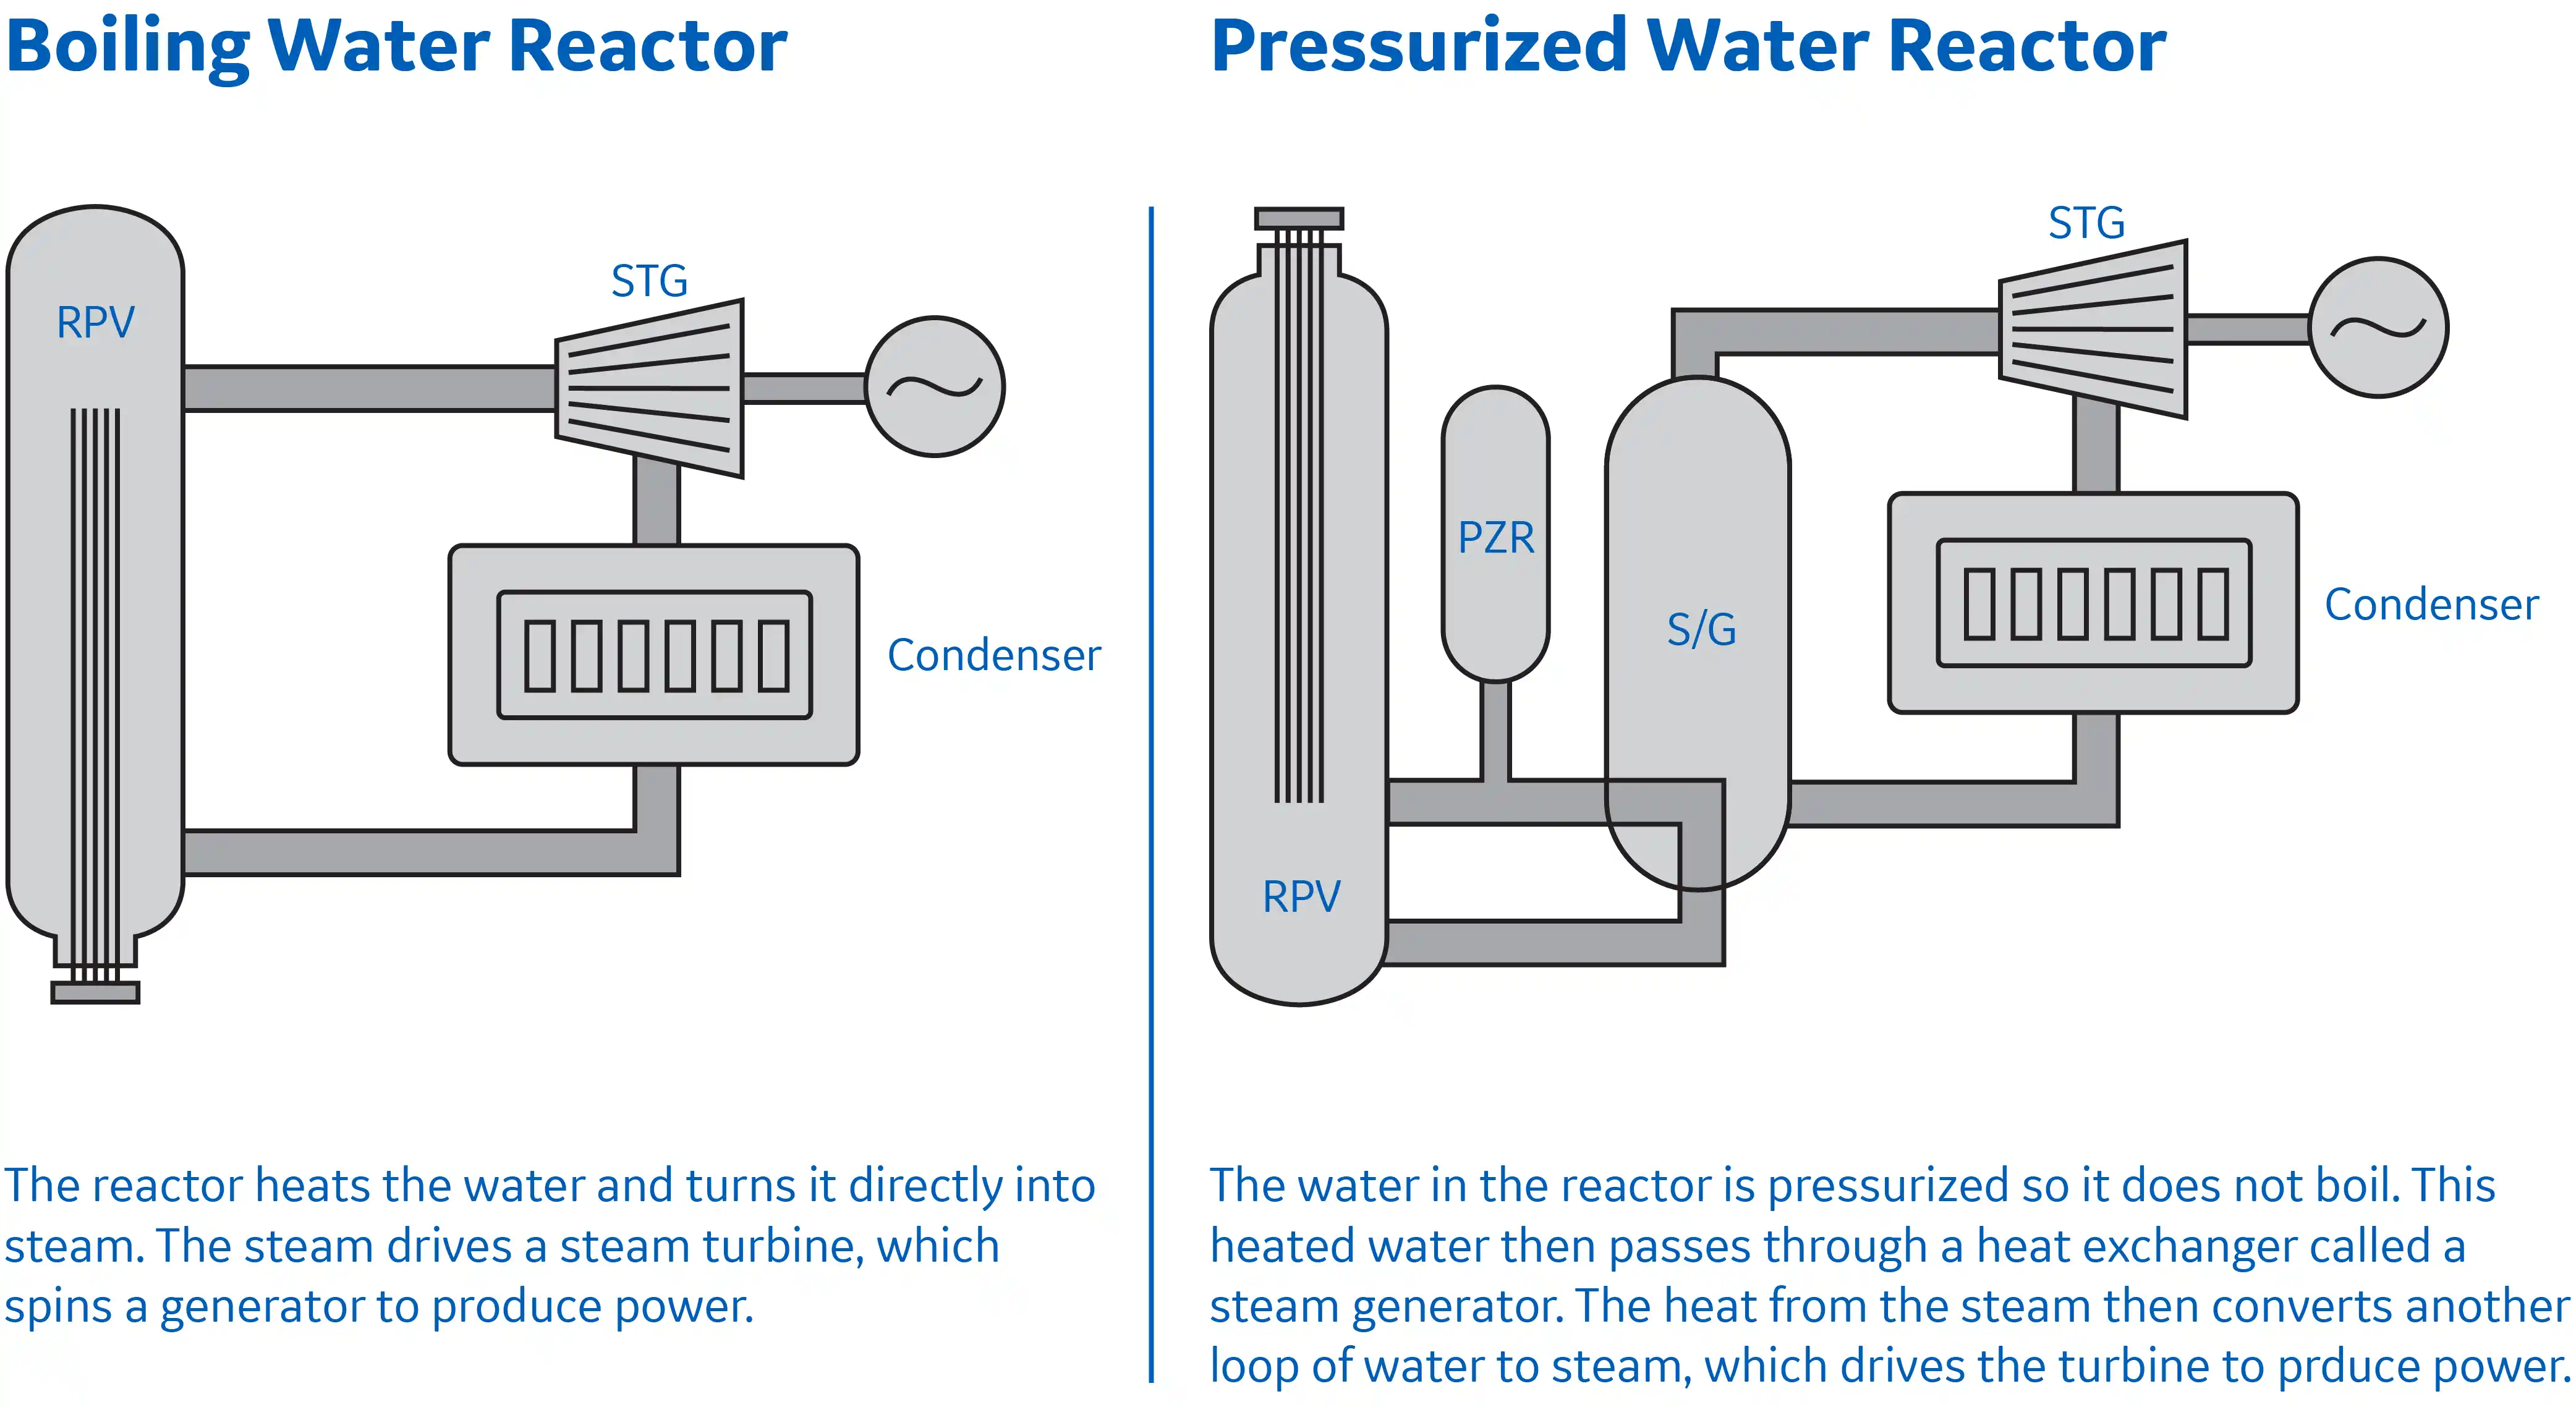 Boiling Water Reactor
RPV
STG
Condenser
The reactor heats the water and turns it directly into
steam. The steam drives a steam turbine, which
spins a generator to produce power.
Pressurized Water Reactor
STG
PZR
S/G
Condenser
RPV
The water in the reactor is pressurized so it does not boil. This
heated water then passes through a heat exchanger called a
steam generator. The heat from the steam then converts another
loop of water to steam, which drives the turbine to prduce power.